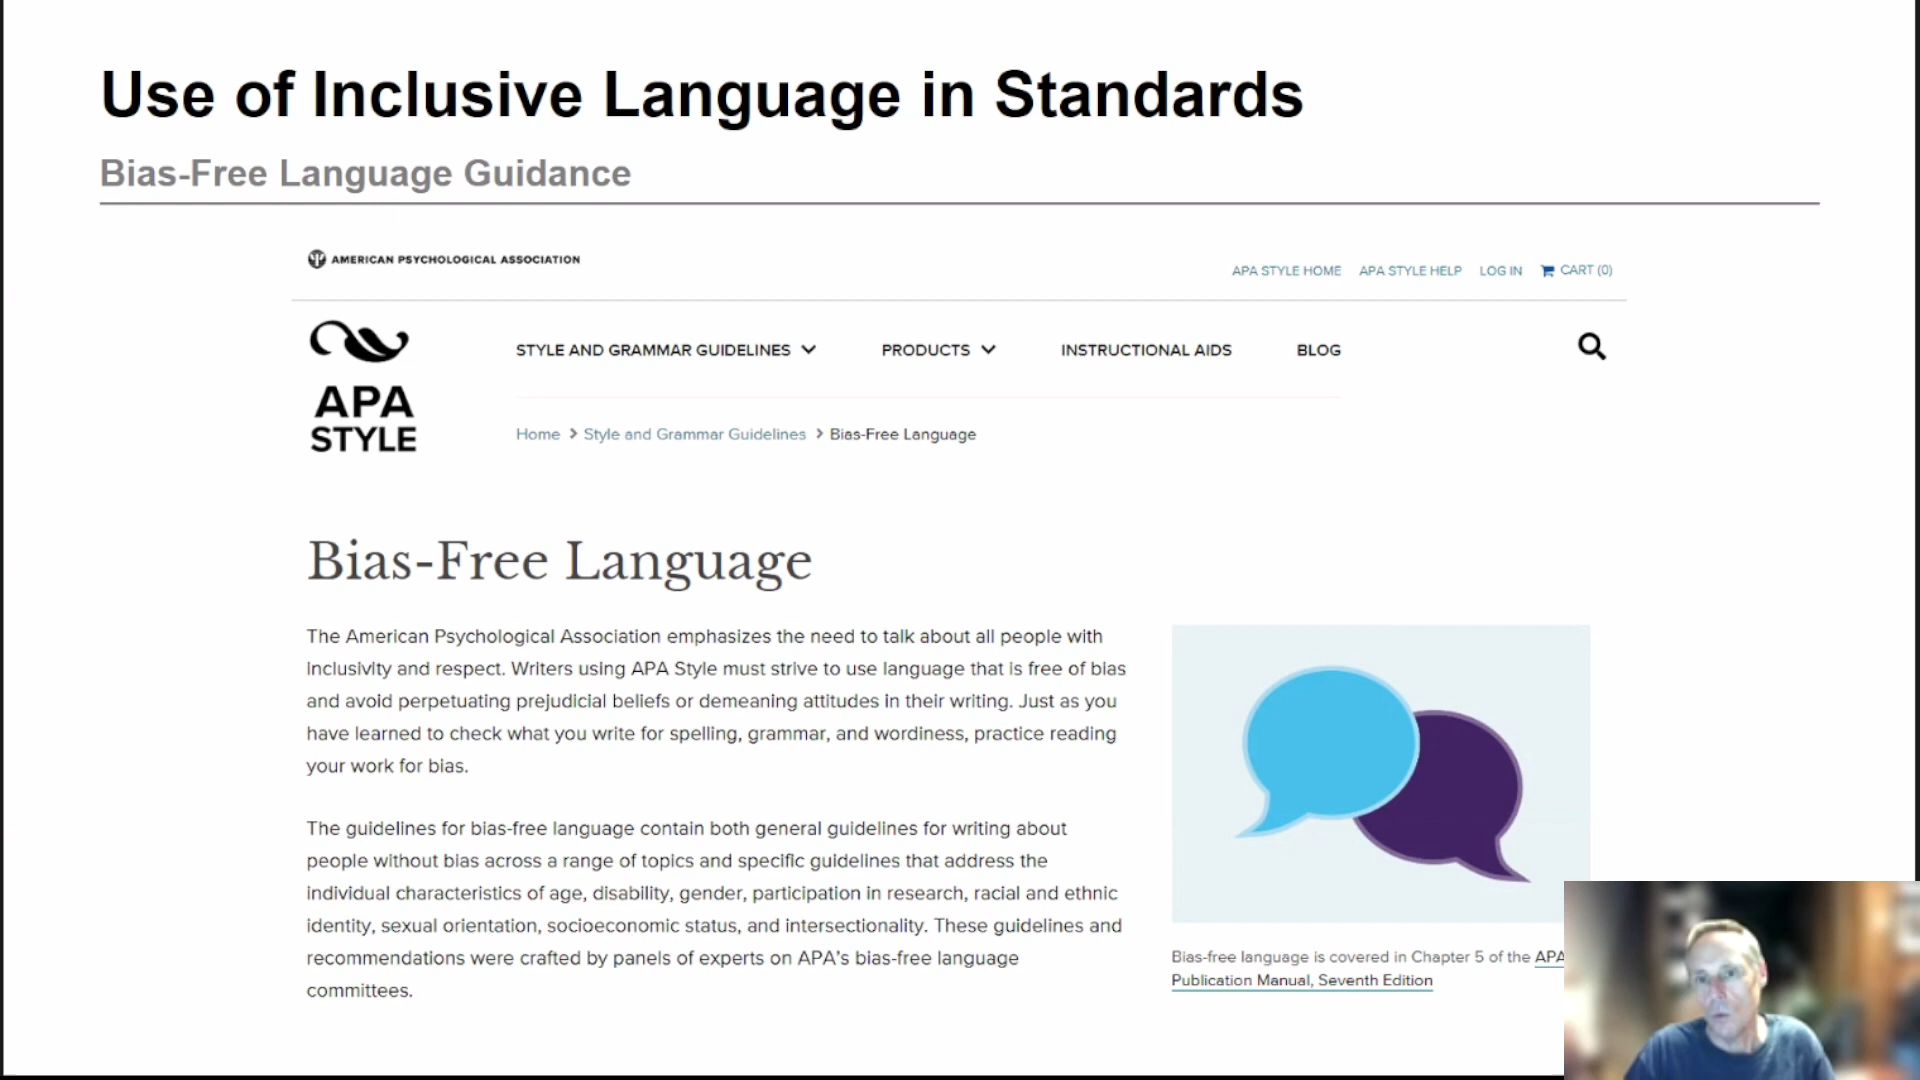 Use of Inclusive Language in Standards
Bias-Free Language Guidance
AMERICAN PSYCHOLOGICAL ASSOCIATION
APA STYLE HOME APA STYLE HELP LOG IN CART (0)
APA
STYLE
STYLE AND GRAMMAR GUIDELINES PRODUCTS INSTRUCTIONAL AIDS BLOG
Home > Style and Grammar Guidelines > Bias-Free Language
Bias-Free Language
The American Psychological Association emphasizes the need to talk about all people with
inclusivity and respect. Writers using APA Style must strive to use language that is free of bias
and avoid perpetuating prejudicial beliefs or demeaning attitudes in their writing. Just as you
have learned to check what you write for spelling, grammar, and wordiness, practice reading
your work for bias.
The guidelines for bias-free language contain both general guidelines for writing about
people without bias across a range of topics and specific guidelines that address the
individual characteristics of age, disability, gender, participation in research, racial and ethnic
identity, sexual orientation, socioeconomic status, and intersectionality. These guidelines and
recommendations were crafted by panels of experts on APA's bias-free language
committees.
Bias-free language is covered in Chapter 5 of the APA
Publication Manual, Seventh Edition